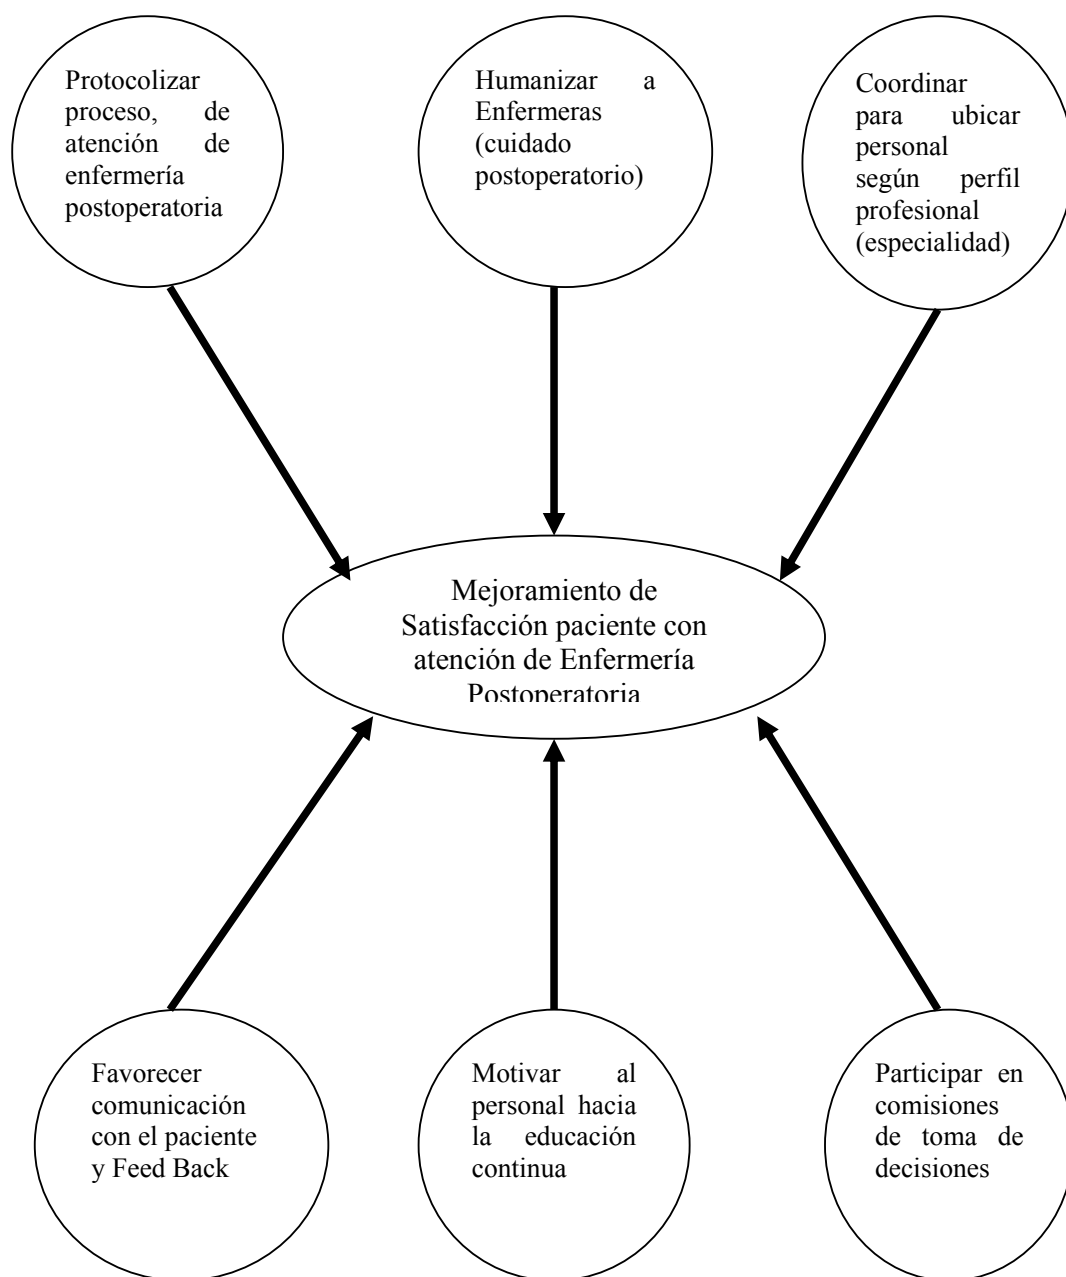 Protocolizar
proceso, de
atención de
enfermería
postoperatoria
Humanizar a
Enfermeras
(cuidado
postoperatorio)
Coordinar
para ubicar
personal
según perfil
profesional
(especialidad)
Mejoramiento de
Satisfacción paciente con
atención de Enfermería
Postoperatoria
Favorecer
comunicación
con el paciente
y Feed Back
Motivar al
personal hacia
la educación
continua
Participar en
comisiones
de toma de
decisiones